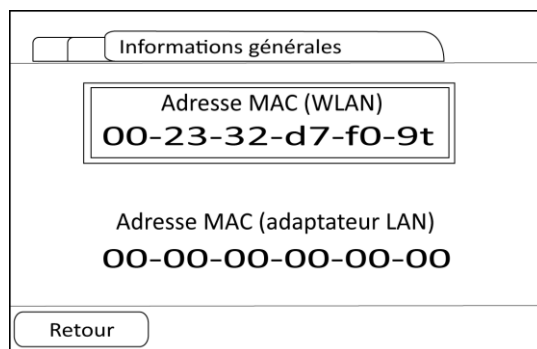 Informations générales
Adresse MAC (WLAN)
00-23-32-d7-f0-9t
Adresse MAC (adaptateur LAN)
00-00-00-00-00-00
Retour